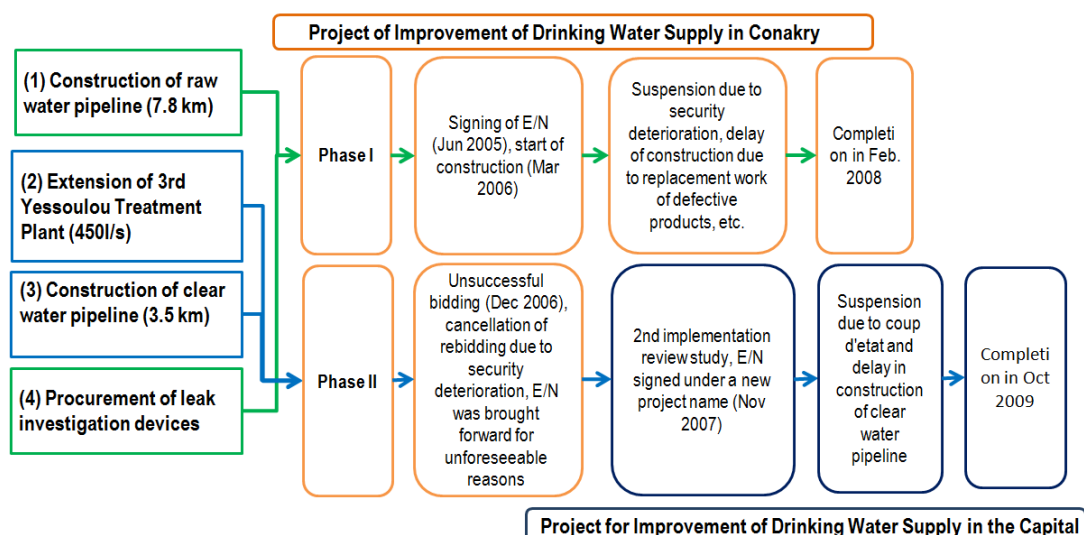 Project of Improvement of Drinking Water Supply in Conakry
(1) Construction of raw
water pipeline (7.8 km)
(2) Extension of 3rd
Yessoulou Treatment
Plant (450l/s)
(3) Construction of clear
water pipeline (3.5 km)
(4) Procurement of leak
investigation devices
Phase I
Signing of E/N
(Jun 2005), start of
construction (Mar
2006)
Suspension due to
security
deterioration, delay
of construction due
to replacement work
of defective
products, etc.
Completi
on in Feb.
2008
Phase II
Unsuccessful
bidding (Dec 2006),
cancellation of
rebidding due to
security
deterioration, E/N
was brought
forward for
unforeseeable
reasons
2nd implementation
review study, E/N
signed under a new
project name (Nov
2007)
Suspension
due to coup
d'etat and
delay in
construction
of clear
water
pipeline
Completi
on in Oct
2009
Project for Improvement of Drinking Water Supply in the Capital